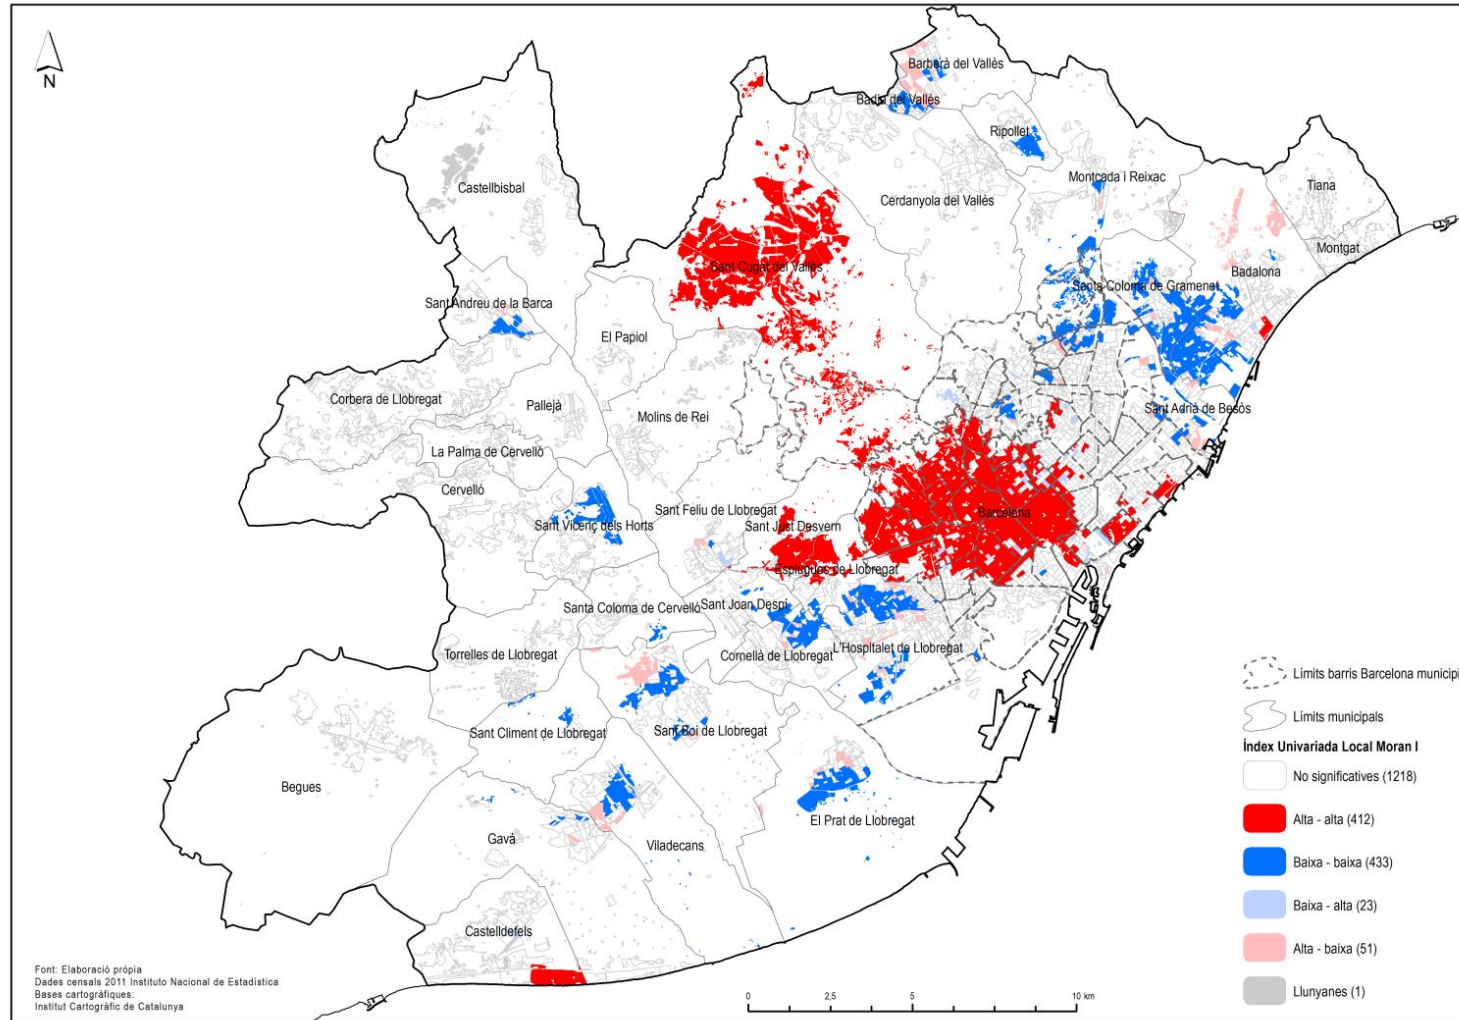 N
Barberà del Vallès
Badia del Vallès
Ripollet
Castellbisbal
Cerdanyola del Vallès
Montcada i Reixac
Tiana
Montgat
Sant Cugat del Vallès
Badalona
Santa Coloma de Gramenet
Sant Andreu de la Barca
El Papiol
Corbera de Llobregat
Pallejà
Molins de Rei
Sant Adrià de Besòs
La Palma de Cervelló
Cervelló
Sant Feliu de Llobregat
Sant Vicenç dels Horts
Sant Just Desvern
Barcelona
Esplugues de Llobregat
Santa Coloma de Cervelló
Sant Joan Despí
Torrelles de Llobregat
Cornellà de Llobregat
L'Hospitalet de Llobregat
Sant Climent de Llobregat
Sant Boi de Llobregat
Begues
El Prat de Llobregat
Gavà
Viladecans
Castelldefels
Límits barris Barcelona municipi
Límits municipals
Índex Univariada Local Moran I
No significatives (1218)
Alta - alta (412)
Baixa - baixa (433)
Baixa - alta (23)
Alta - baixa (51)
Llunyanes (1)
Font: Elaboració pròpia
Dades censals 2011 Instituto Nacional de Estadística
Bases cartogràfiques:
Institut Cartogràfic de Catalunya
0 2,5 5 10 km